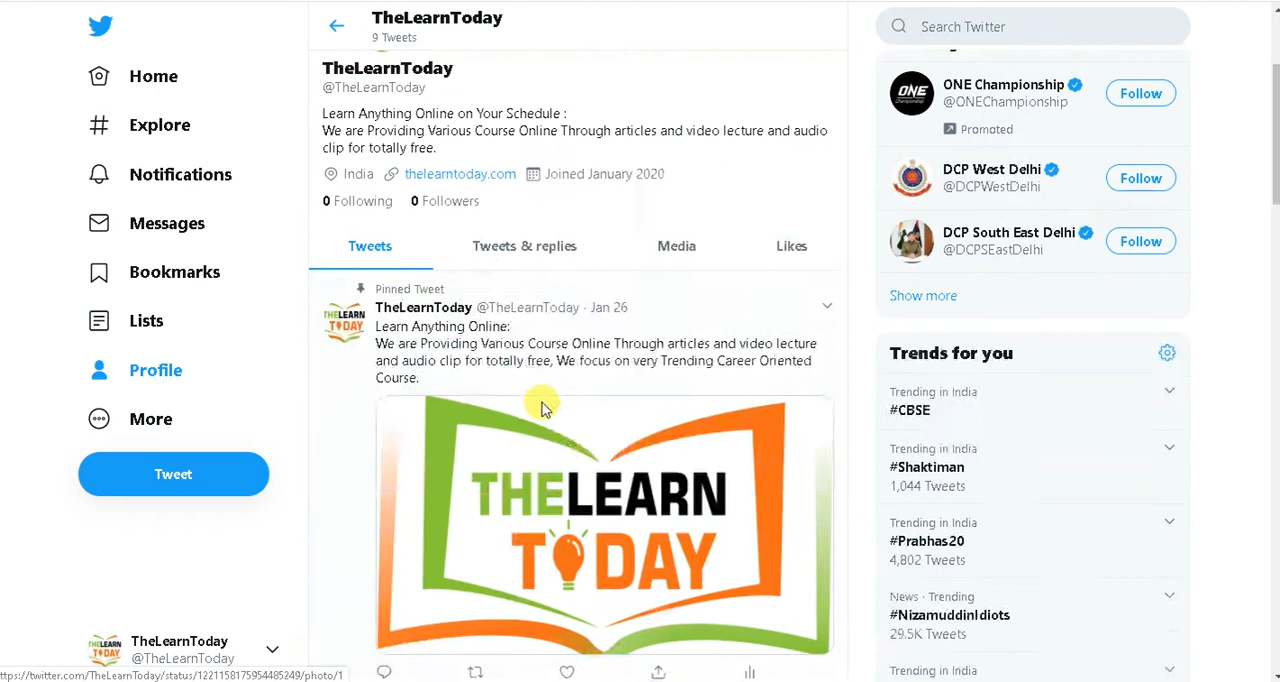 Home
Explore
Notifications
Messages
Bookmarks
Lists
Profile
More
Tweet
TheLearnToday
@TheLearnToday
ttps://twitter.com/TheLearnToday/status/1221158175954485249/photo/1
TheLearnToday
9 Tweets
TheLearnToday
@TheLearnToday
Learn Anything Online on Your Schedule :
We are Providing Various Course Online Through articles and video lecture and audio
clip for totally free.
India thelearntoday.com Joined January 2020
0 Following 0 Followers
Tweets Tweets & replies Media Likes
Pinned Tweet
TheLearnToday @TheLearnToday · Jan 26
Learn Anything Online:
We are Providing Various Course Online Through articles and video lecture
and audio clip for totally free, We focus on very Trending Career Oriented
Course.
THELEARN
TODAY
THELEARN
TODAY
THELEARN
TODAY
Search Twitter
ONE
ONE Championship
@ONEChampionship
Promoted
Follow
DCP West Delhi
@DCPWestDelhi
Follow
DCP South East Delhi
@DCPSEastDelhi
Follow
Show more
Trends for you
Trending in India
#CBSE
Trending in India
#Shaktiman
1,044 Tweets
Trending in India
#Prabhas20
4,802 Tweets
News · Trending
#NizamuddinIdiots
29.5K Tweets
Trending in India